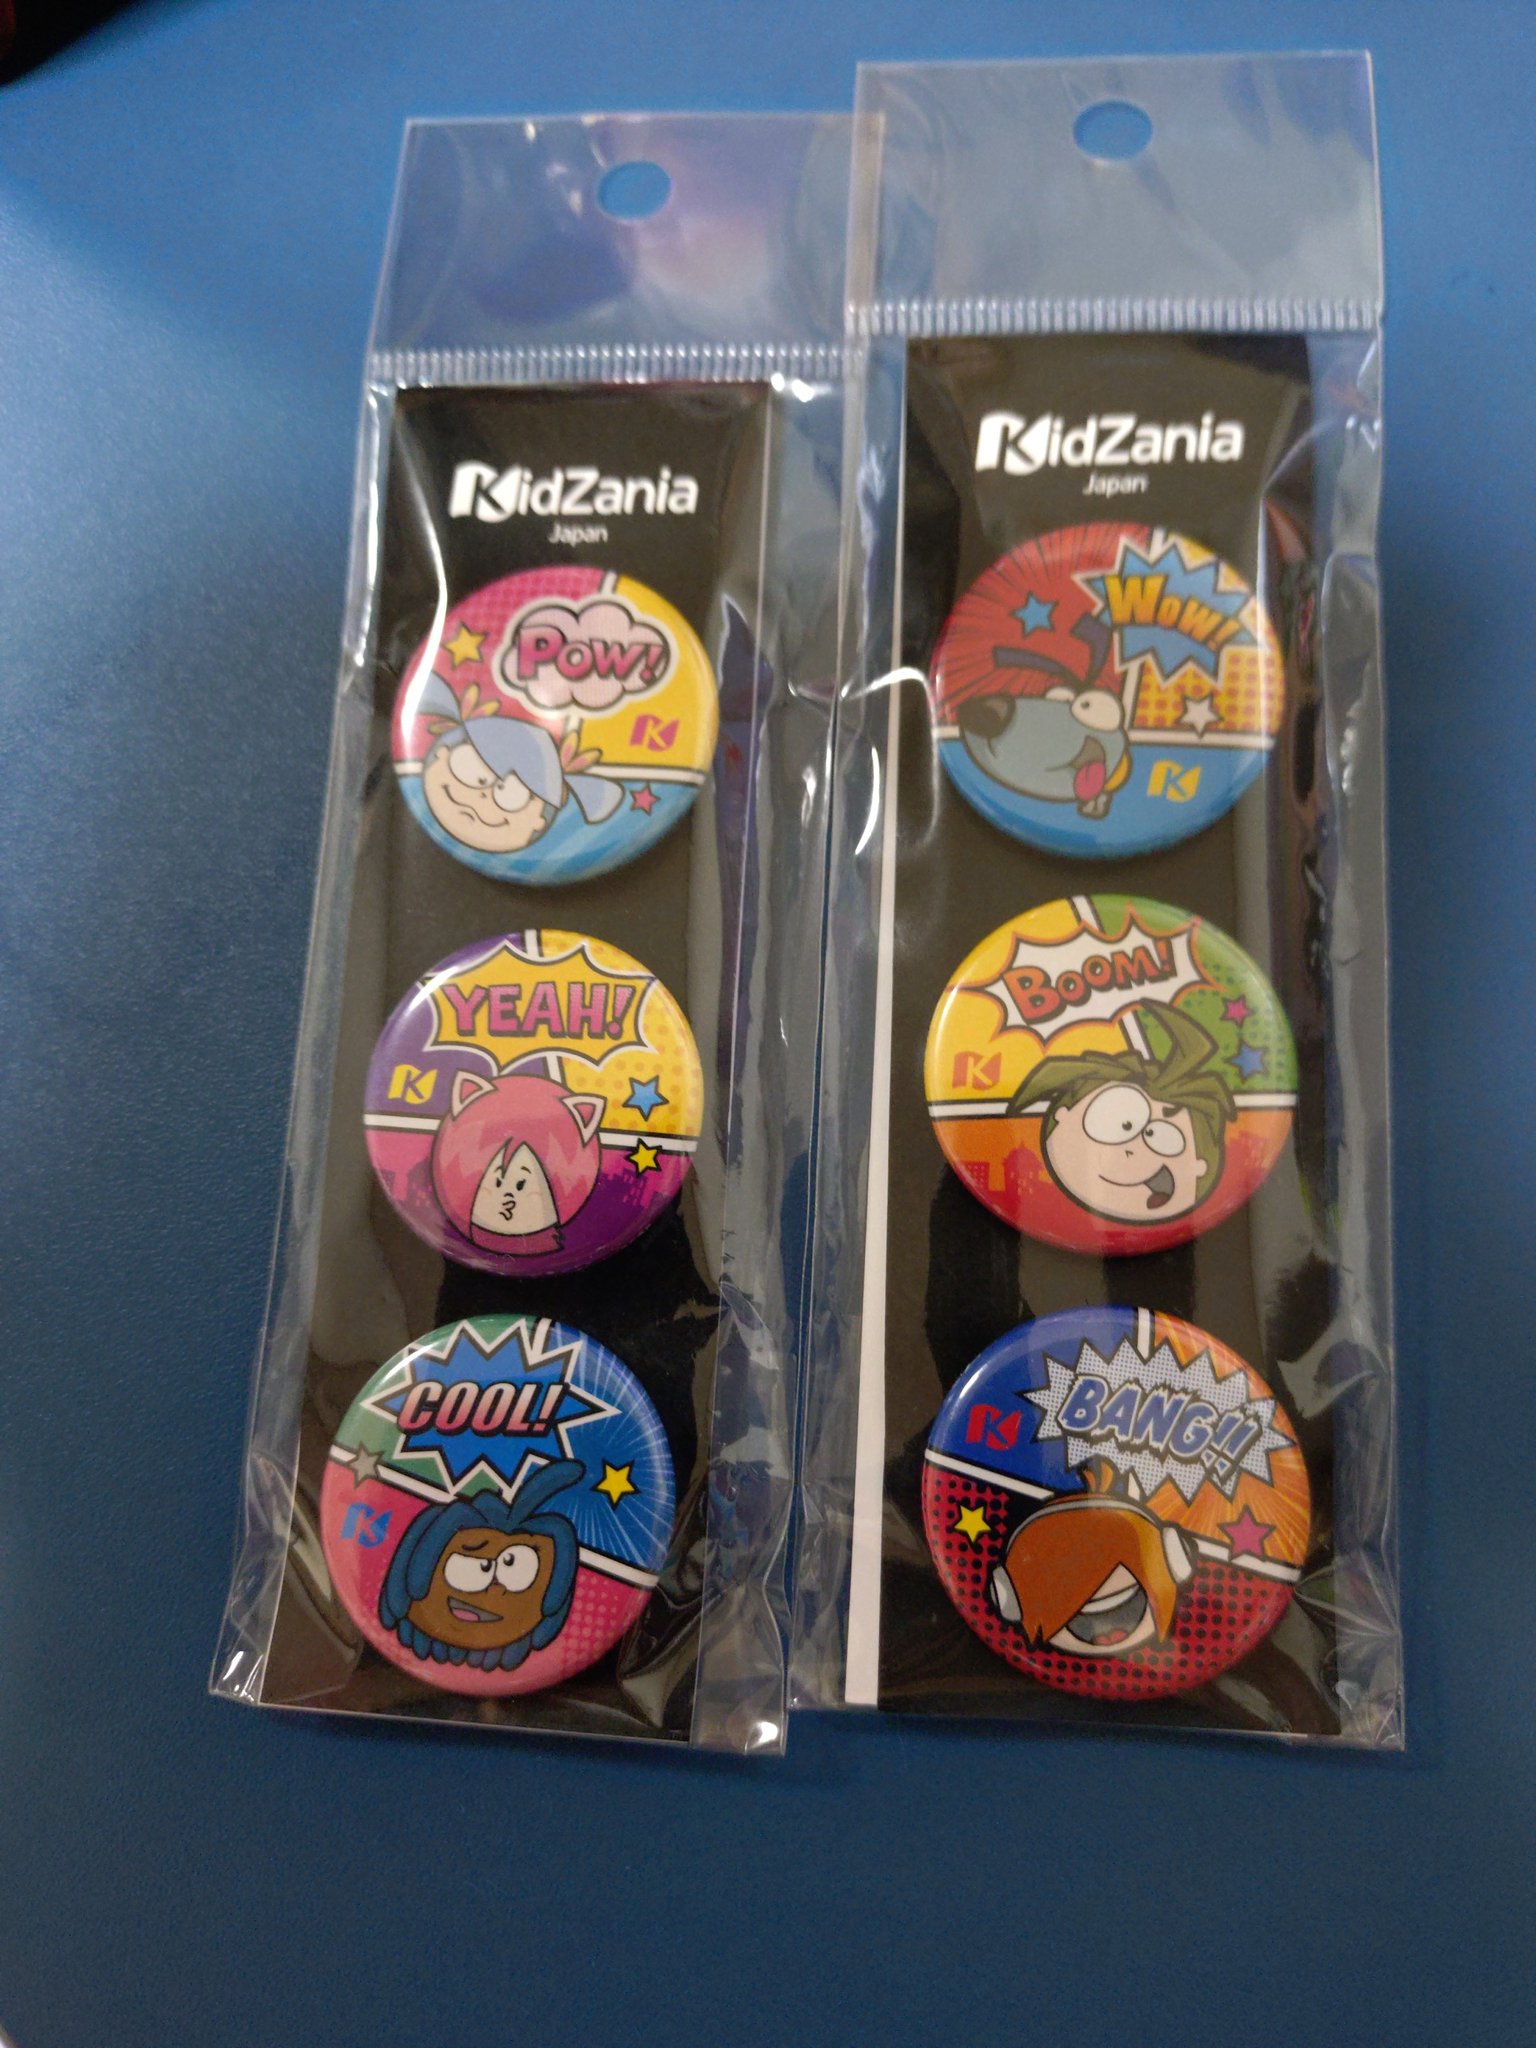 KidZania
Japan
POW!
K
YEAH!
K
COOL!
K
KidZania
Japan
WOW!
K
BOOM!
K
BANG!!
K